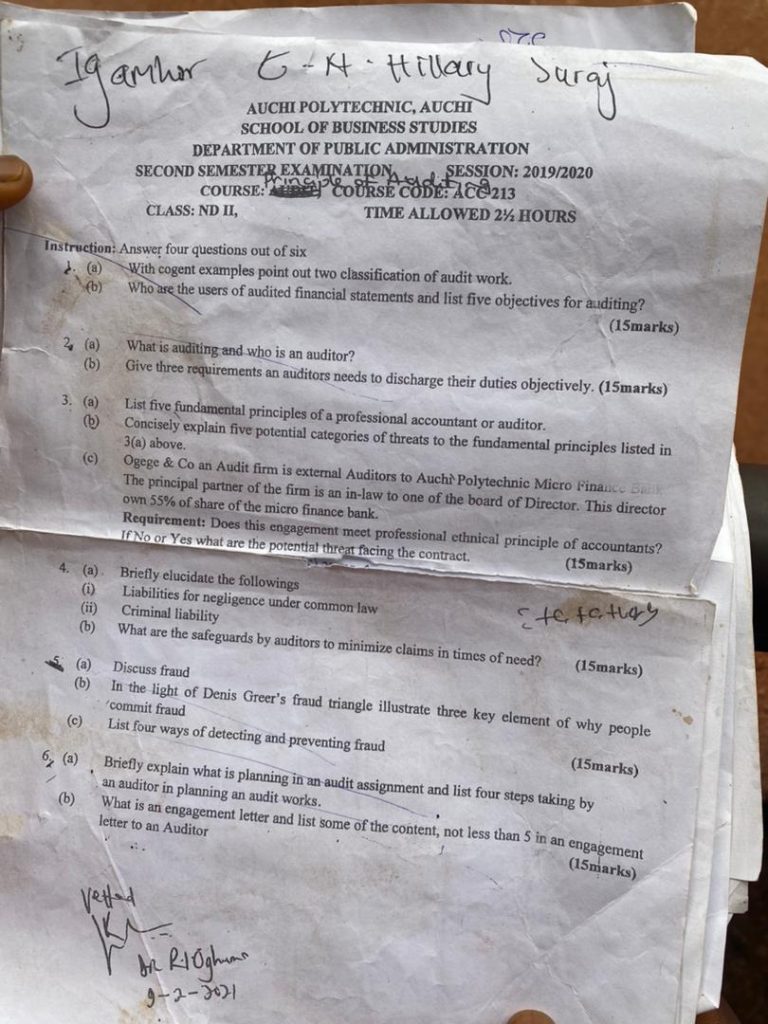 Igamhor E-H-Hillary Suraj
AUCHI POLYTECHNIC, AUCHI
SCHOOL OF BUSINESS STUDIES
DEPARTMENT OF PUBLIC ADMINISTRATION
SECOND SEMESTER EXAMINATION, SESSION: 2019/2020
COURSE: Principle of Auditing COURSE CODE: ACC 213
CLASS: ND II, TIME ALLOWED 2½ HOURS
Instruction: Answer four questions out of six
1. (a) With cogent examples point out two classification of audit work.
(b) Who are the users of audited financial statements and list five objectives for auditing?
(15marks)
2. (a) What is auditing and who is an auditor?
(b) Give three requirements an auditors needs to discharge their duties objectively. (15marks)
3. (a) List five fundamental principles of a professional accountant or auditor.
(b) Concisely explain five potential categories of threats to the fundamental principles listed in
3(a) above.
(c) Ogege & Co an Audit firm is external Auditors to Auchi Polytechnic Micro Finance Bank
The principal partner of the firm is an in-law to one of the board of Director. This director
own 55% of share of the micro finance bank.
Requirement: Does this engagement meet professional ethnical principle of accountants?
If No or Yes what are the potential threat facing the contract. (15marks)
4. (a) Briefly elucidate the followings
(i) Liabilities for negligence under common law
(ii) Criminal liability
(b) What are the safeguards by auditors to minimize claims in times of need? (15marks)
5. (a) Discuss fraud
(b) In the light of Denis Greer's fraud triangle illustrate three key element of why people
commit fraud
(c) List four ways of detecting and preventing fraud
(15marks)
6. (a) Briefly explain what is planning in an audit assignment and list four steps taking by
an auditor in planning an audit works.
(b) What is an engagement letter and list some of the content, not less than 5 in an engagement
letter to an Auditor
(15marks)
Vetted
Dr R.I Oghuma
9-2-2021